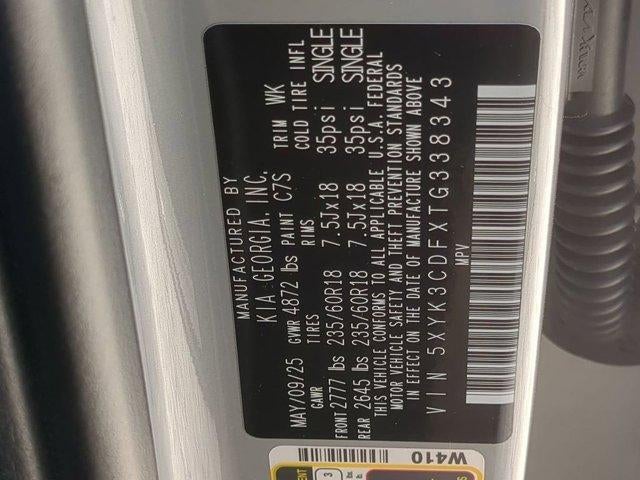 MANUFACTURED BY
KIA GEORGIA, INC.
MAY/09/25 GVWR 4872 lbs PAINT C7S TRIM WK
GAWR TIRES RIMS COLD TIRE INFL
FRONT 2777 lbs 235/60R18 7.5Jx18 35psi SINGLE
REAR 2645 lbs 235/60R18 7.5Jx18 35psi SINGLE
THIS VEHICLE CONFORMS TO ALL APPLICABLE U.S.A. FEDERAL
MOTOR VEHICLE SAFETY AND THEFT PREVENTION STANDARDS
IN EFFECT ON THE DATE OF MANUFACTURE SHOWN ABOVE
VIN 5XYK3CDFXTG338343
MPV
W410
3